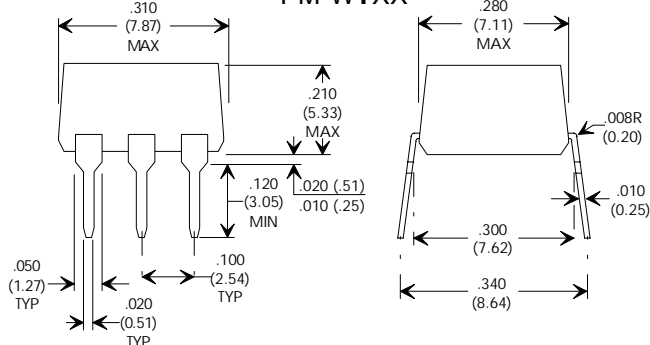 .310
(7.87)
MAX
.280
(7.11)
MAX
.210
(5.33)
MAX
.008R
(0.20)
.120
(3.05)
MIN
.020 (.51)
.010 (.25)
.010
(0.25)
.300
(7.62)
.050
(1.27)
TYP
.100
(2.54)
TYP
.340
(8.64)
.020
(0.51)
TYP